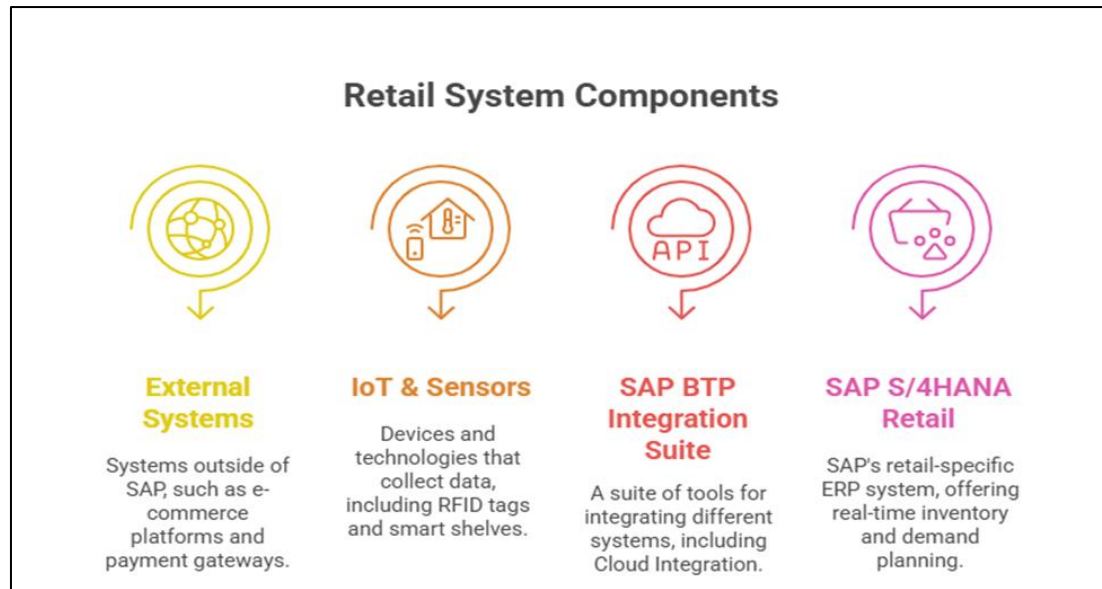 Retail System Components
API
External
Systems
Systems outside of
SAP, such as e-
commerce
platforms and
payment gateways.
IoT & Sensors
Devices and
technologies that
collect data,
including RFID tags
and smart shelves.
SAP BTP
Integration
Suite
A suite of tools for
integrating different
systems, including
Cloud Integration.
SAP S/4HANA
Retail
SAP's retail-specific
ERP system, offering
real-time inventory
and demand
planning.